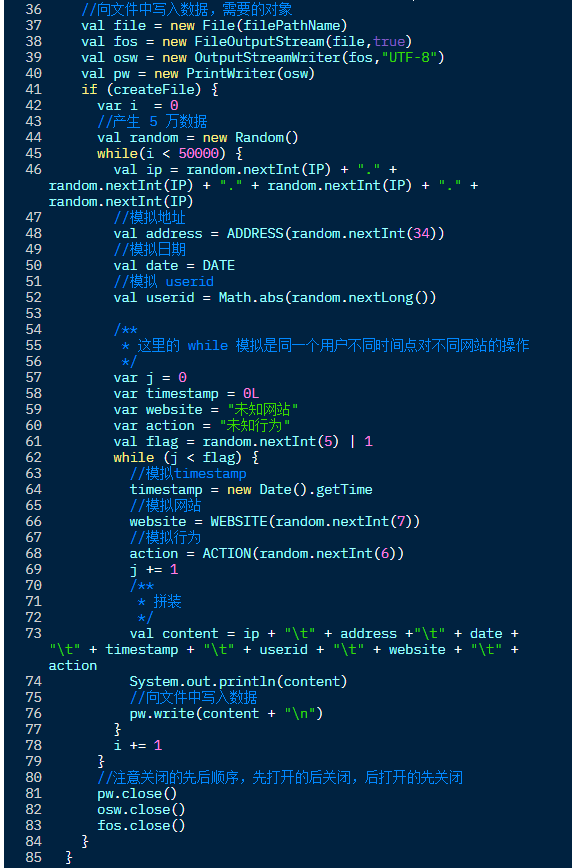 36 //向文件中写入数据，需要的对象
37 val file = new File(filePathName)
38 val fos = new FileOutputStream(file,true)
39 val osw = new OutputStreamWriter(fos,"UTF-8")
40 val pw = new PrintWriter(osw)
41 if (createFile) {
42 var i  = 0
43 //产生 5 万数据
44 val random = new Random()
45 while(i < 50000) {
46 val ip = random.nextInt(IP) + "." +
random.nextInt(IP) + "." + random.nextInt(IP) + "." +
random.nextInt(IP)
47 //模拟地址
48 val address = ADDRESS(random.nextInt(34))
49 //模拟日期
50 val date = DATE
51 //模拟 userid
52 val userid = Math.abs(random.nextLong())
53
54 /**
55 * 这里的 While 模拟是同一个用户不同时间点对不同网站的操作
56 */
57 var j = 0
58 var timestamp = 0L
59 var website = "未知网站"
60 var action = "未知行为"
61 val flag = random.nextInt(5) | 1
62 while (j < flag) {
63 //模拟timestamp
64 timestamp = new Date().getTime
65 //模拟网站
66 website = WEBSITE(random.nextInt(7))
67 //模拟行为
68 action = ACTION(random.nextInt(6))
69 j += 1
70 /**
71 * 拼装
72 */
73 val content = ip + "\t" + address +"\t" + date +
"\t" + timestamp + "\t" + userid + "\t" + website + "\t" +
action
74 System.out.println(content)
75 //向文件中写入数据
76 pw.write(content + "\n")
77 }
78 i += 1
79 }
80 //注意关闭的先后顺序，先打开的后关闭，后打开的先关闭
81 pw.close()
82 osw.close()
83 fos.close()
84 }
85 }